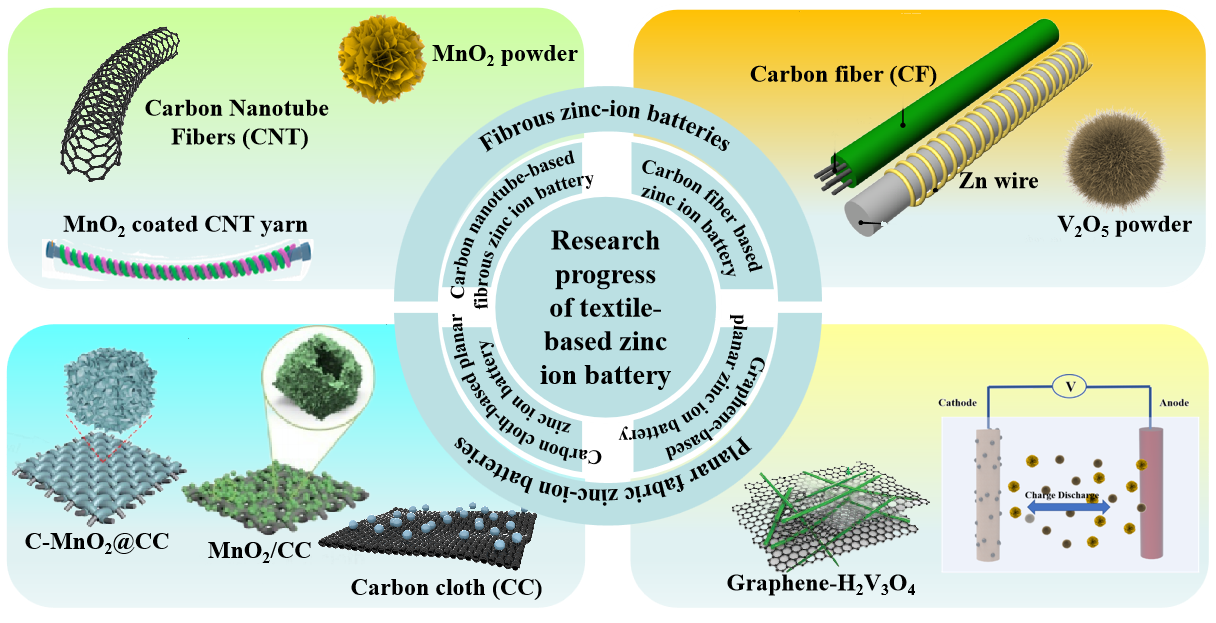 MnO₂ powder
Carbon Nanotube
Fibers (CNT)
MnO₂ coated CNT yarn
Carbon fiber (CF)
Zn wire
V₂O₅ powder
Fibrous zinc-ion batteries
Carbon nanotube-based
fibrous zinc ion battery
Carbon fiber based
zinc ion battery
Research
progress
of textile-
based zinc
ion battery
Carbon cloth-based planar
zinc ion battery
Graphene-based
planar zinc ion battery
Planar fabric zinc-ion batteries
C-MnO₂@CC
MnO₂/CC
Carbon cloth (CC)
Graphene-H₂V₃O₄
Cathode
V
Anode
Charge Discharge